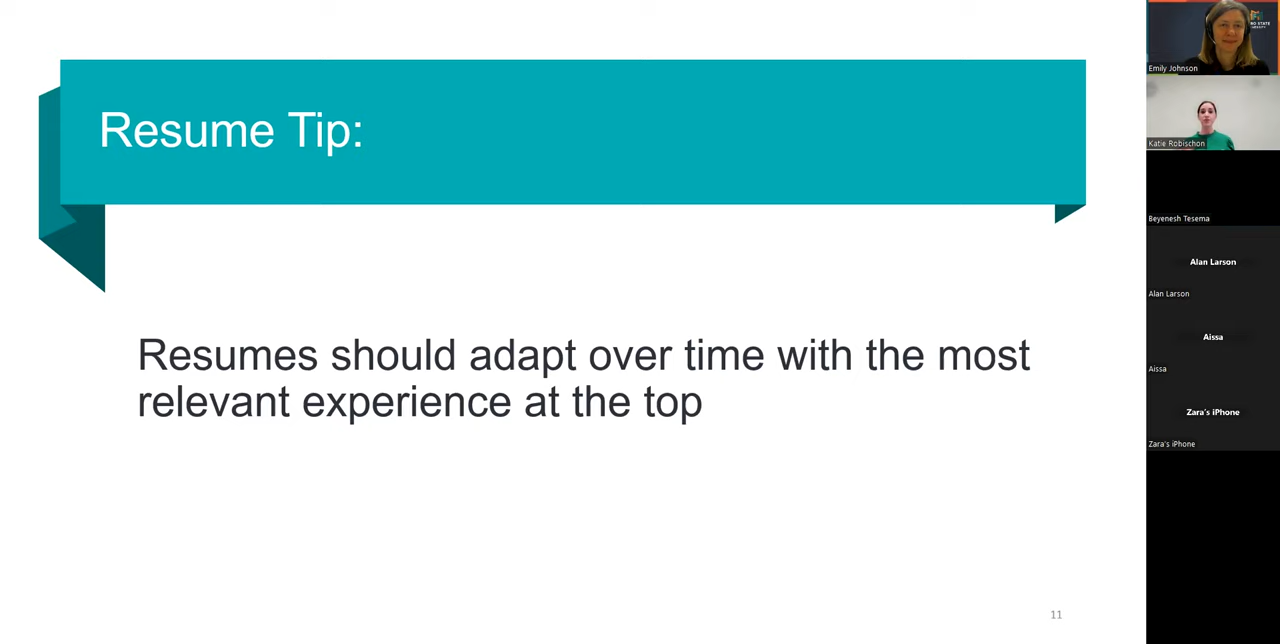 Resume Tip:
Resumes should adapt over time with the most
relevant experience at the top
11
Emily Johnson
Katie Robischon
Beyenesh Tesema
Alan Larson
Alan Larson
Aissa
Aissa
Zara's iPhone
Zara's iPhone